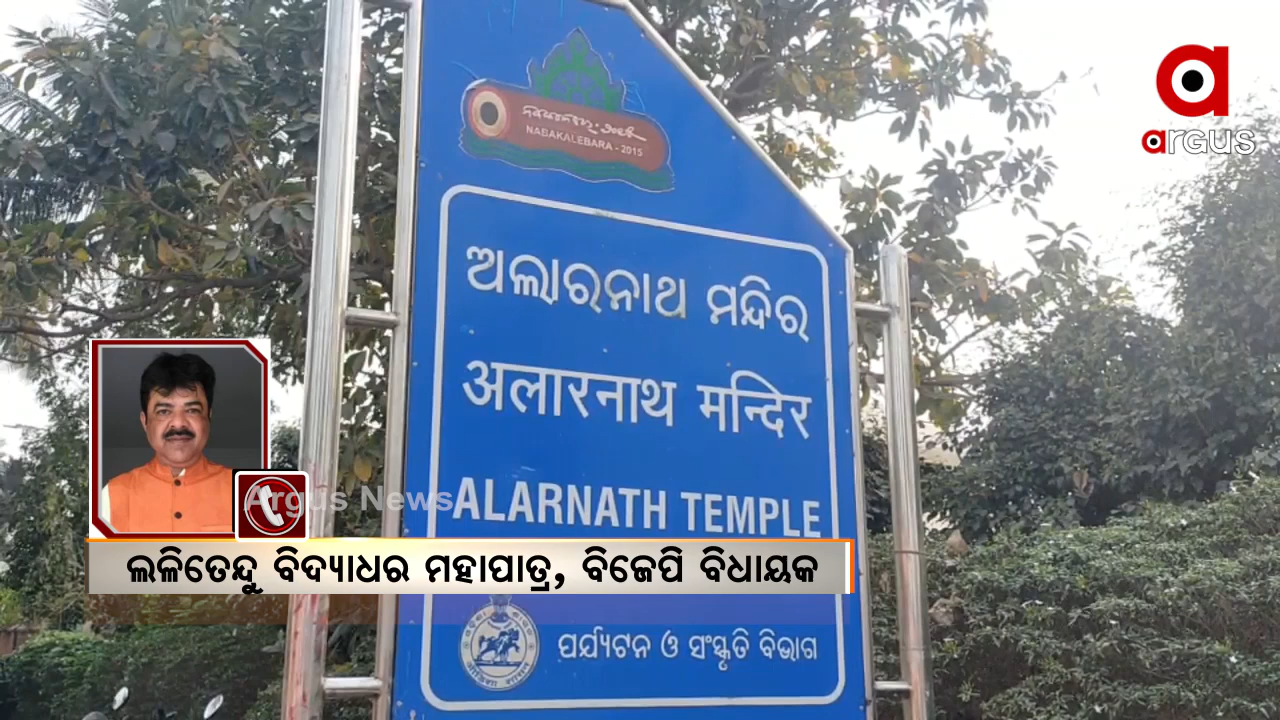 ନବକଳେବର-୨୦୧୫
NABAKALEBARA - 2015
argus
ଅଲାରନାଥ ମନ୍ଦିର
अलारनाथ मन्दिर
ALARNATH TEMPLE
Argus News
ଲଳିତେନ୍ଦୁ ବିଦ୍ୟାଧର ମହାପାତ୍ର, ବିଜେପି ବିଧାୟକ
ପର୍ଯ୍ୟଟନ ଓ ସଂସ୍କୃତି ବିଭାଗ